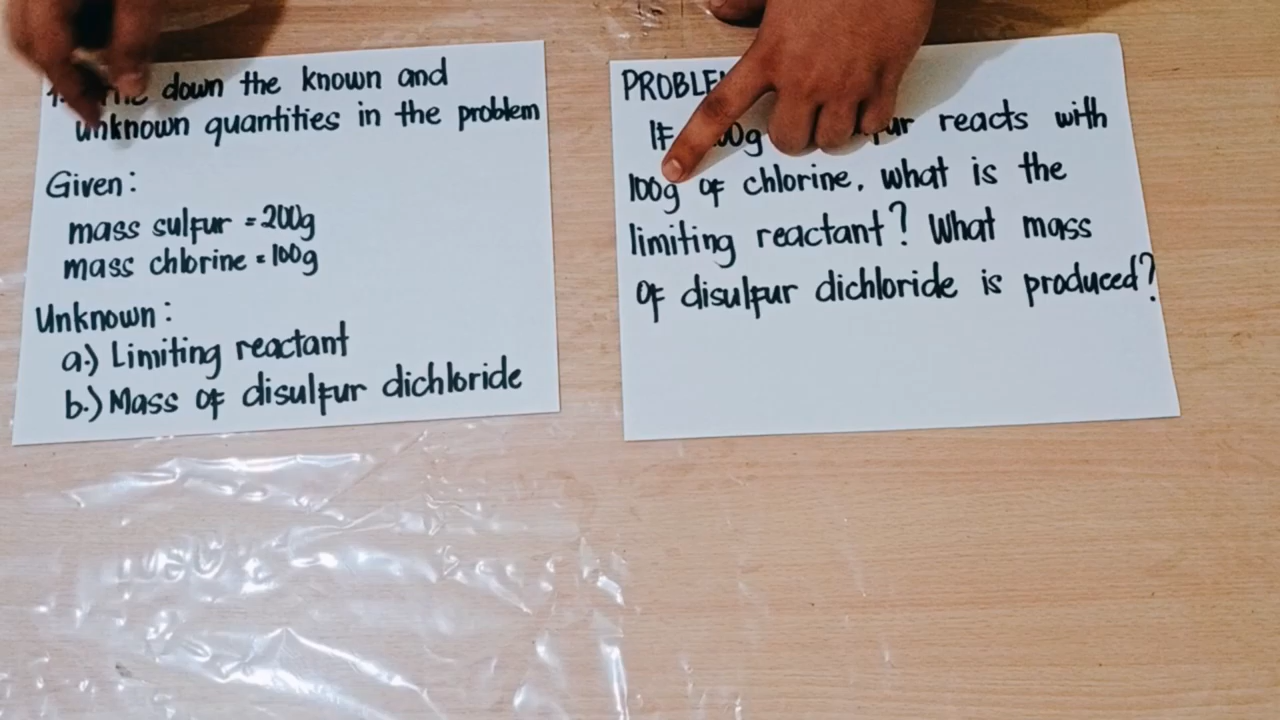 down the known and
unknown quantities in the problem
Given:
mass sulfur = 200g
mass chlorine = 100g
Unknown:
a.) Limiting reactant
b.) Mass of disulfur dichloride
If reacts with
100g of chlorine, what is the
limiting reactant? What mass
of disulfur dichloride is produced?